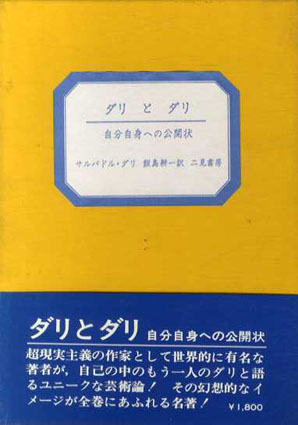 ダリ と ダリ
自分自身への公開状
サルバドル・ダリ 飯島耕一訳 二見書房
ダリとダリ 自分自身への公開状
超現実主義の作家として世界的に有名な
著者が、自己の中のもう一人のダリと語
るユニークな芸術論! その幻想的なイ
メージが全巻にあふれる名著!
¥1,800